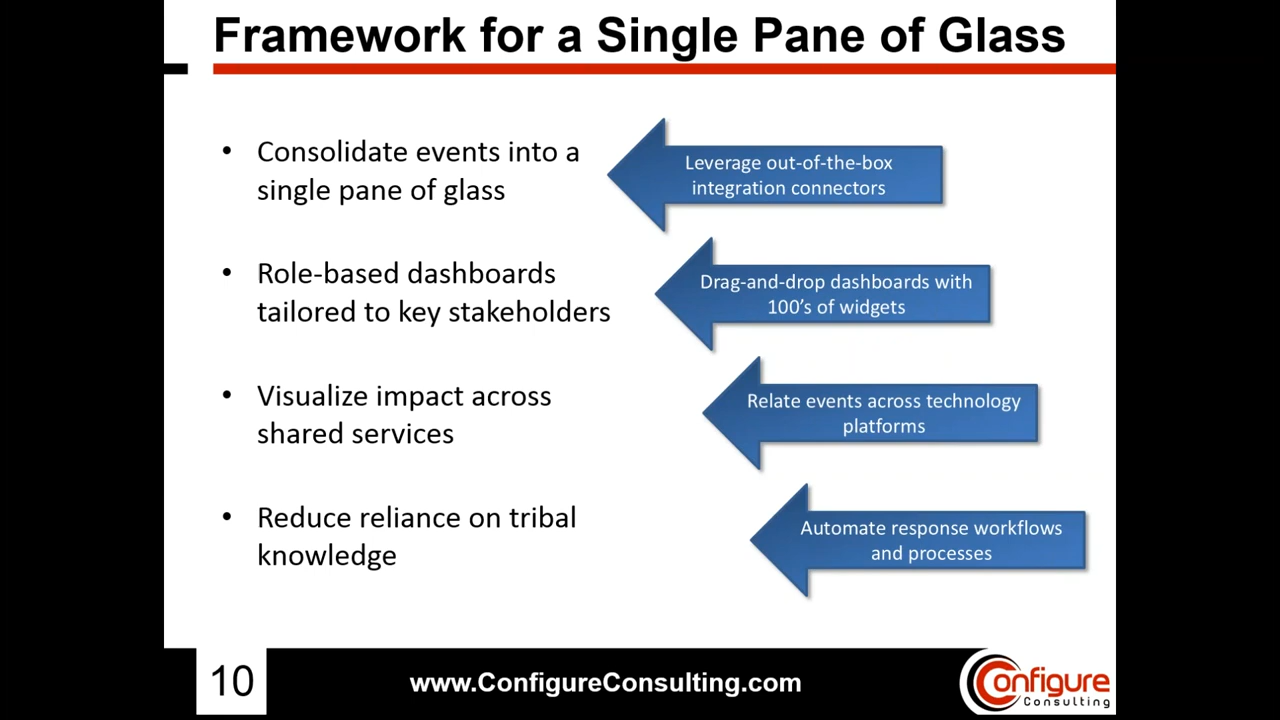 Framework for a Single Pane of Glass
• Consolidate events into a
single pane of glass
Leverage out-of-the-box
integration connectors
• Role-based dashboards
tailored to key stakeholders
Drag-and-drop dashboards with
100’s of widgets
• Visualize impact across
shared services
Relate events across technology
platforms
• Reduce reliance on tribal
knowledge
Automate response workflows
and processes
10
www.ConfigureConsulting.com
Configure
Consulting